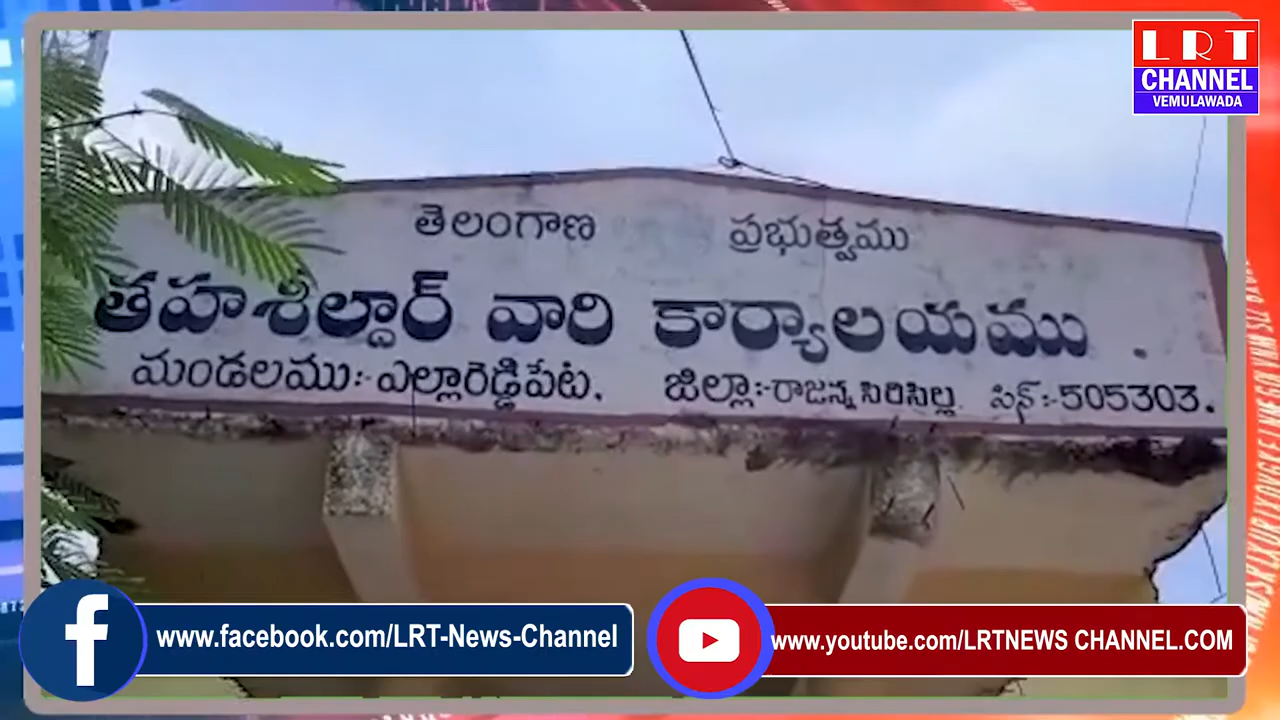 LRT
CHANNEL
VEMULAWADA
తెలంగాణ ప్రభుత్వము
తహశీల్దార్ వారి కార్యాలయము.
మండలము:- ఎల్లారెడ్డిపేట. జిల్లా:- రాజన్న సిరిసిల్ల పిన్:- 505303.
www.facebook.com/LRT-News-Channel
www.youtube.com/LRTNEWS CHANNEL.COM